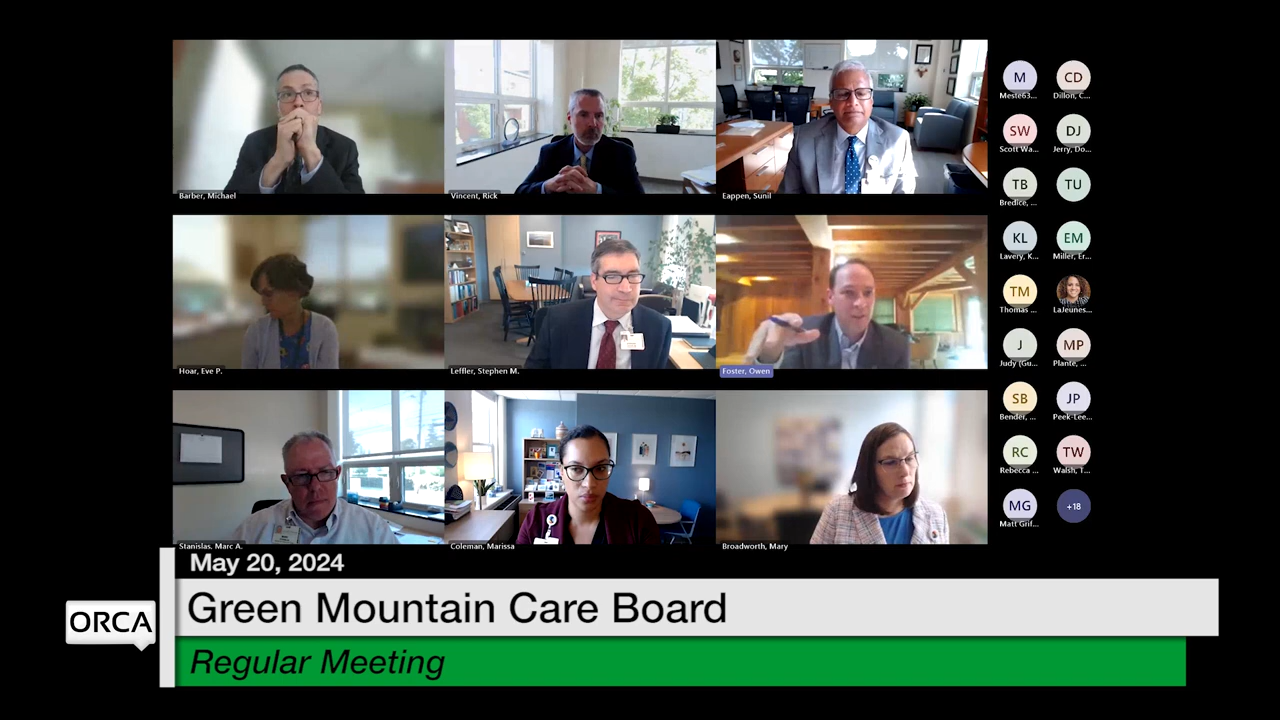 Barber, Michael
Vincent, Rick
Eappen, Sunil
Hoar, Eve P.
Leffler, Stephen M.
Foster, Owen
Stanislas, Marc A.
Coleman, Marissa
Broadworth, Mary
M CD
Meste63... Dillon, C...
SW DJ
Scott Wa... Jerry, Do...
TB TU
Bredice, ...
KL EM
Lavery, K... Miller, Er...
TM
Thomas ... LaJeunes...
J MP
Judy (Gu... Plante, ...
SB JP
Bender, ... Peek-Lee...
RC TW
Rebecca ... Walsh, T...
MG +18
Matt Grif...
May 20, 2024
ORCA
Green Mountain Care Board
Regular Meeting